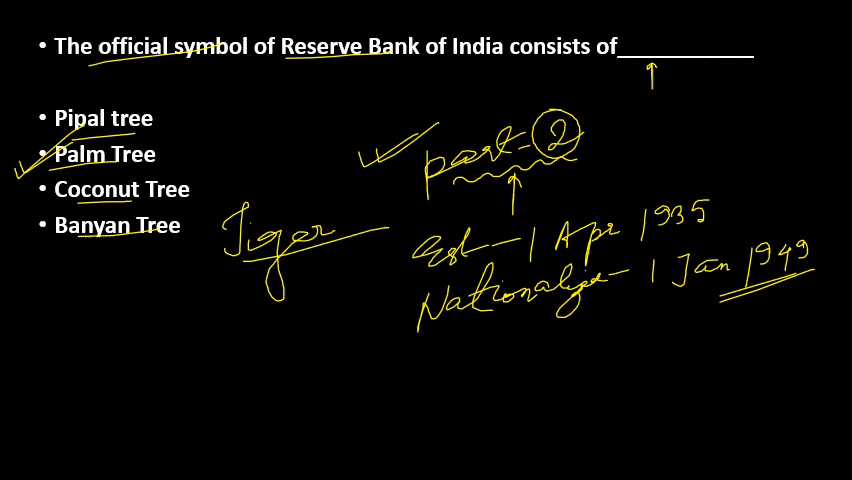 • The official symbol of Reserve Bank of India consists of____________
• Pipal tree
• Palm Tree
• Coconut Tree
• Banyan Tree
part-2
Tiger
Est - 1 Apr 1935
Nationalize - 1 Jan 1949